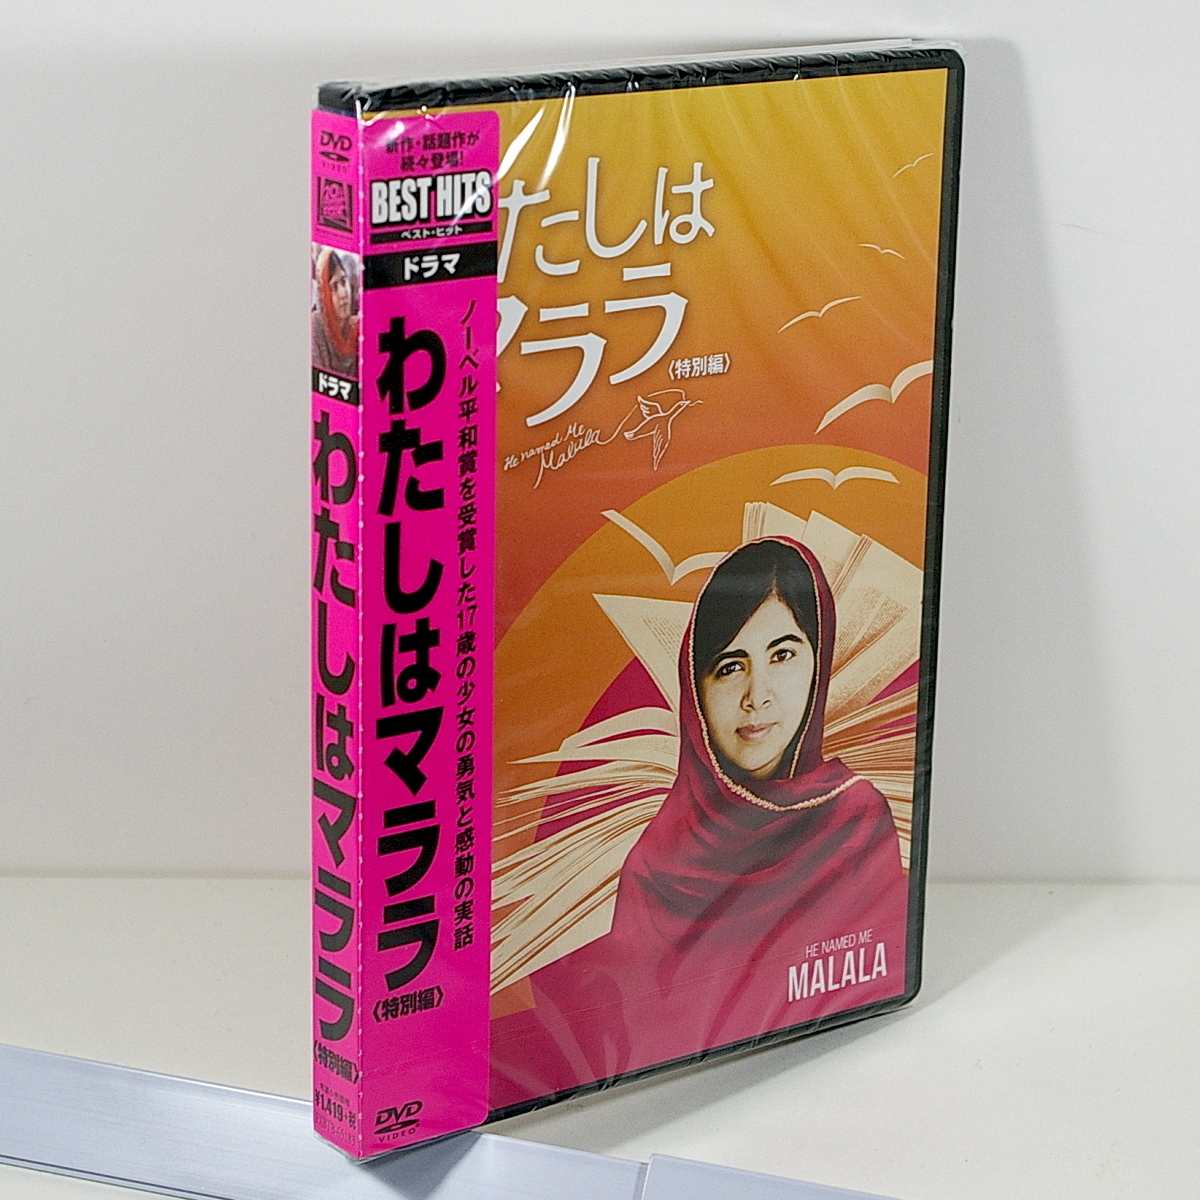 DVD
VIDEO
ドラマ
わたしはマララ
〈特別編〉
¥1,419+税
新作・話題作が
続々登場!
BEST HITS
ベスト・ヒット
ドラマ
ノーベル平和賞を受賞した17歳の少女の勇気と感動の実話
わたしはマララ
〈特別編〉
DVD
VIDEO
たしは
ララ
〈特別編〉
He named Me
Malala
HE NAMED ME
MALALA